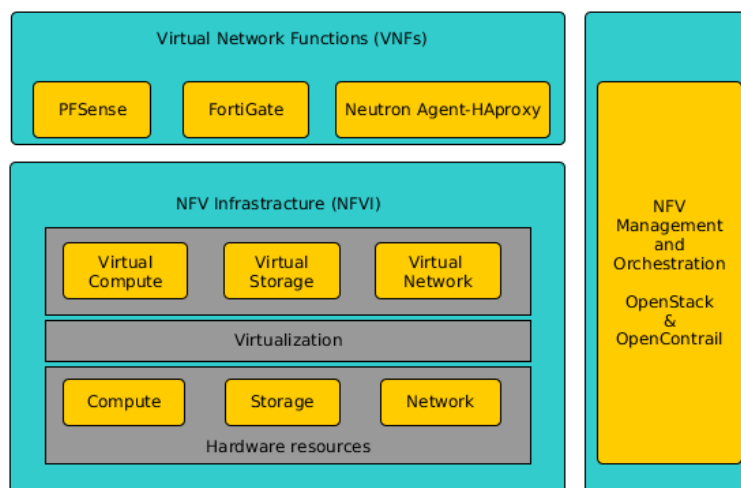 Virtual Network Functions (VNFs)
PFSense
FortiGate
Neutron Agent-HAproxy
NFV Infrastracture (NFVI)
Virtual
Compute
Virtual
Storage
Virtual
Network
Virtualization
Compute
Storage
Network
Hardware resources
NFV
Management
and
Orchestration
OpenStack
&
OpenContrail